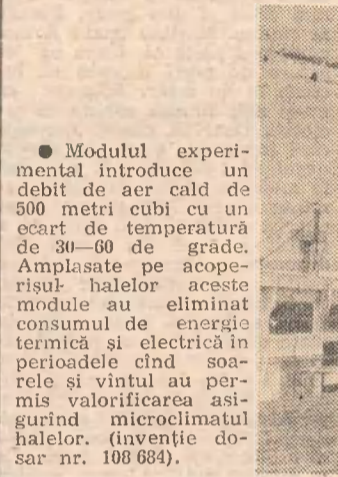 ● Modulul experi-
mental introduce un
debit de aer cald de
500 metri cubi cu un
ecart de temperatură
de 30—60 de grade.
Amplasate pe acope-
rișul halelor aceste
module au eliminat
consumul de energie
termică și electrică în
perioadele cînd soa-
rele și vîntul au per-
mis valorificarea asi-
gurînd microclimatul
halelor. (invenție do-
sar nr. 108 684).